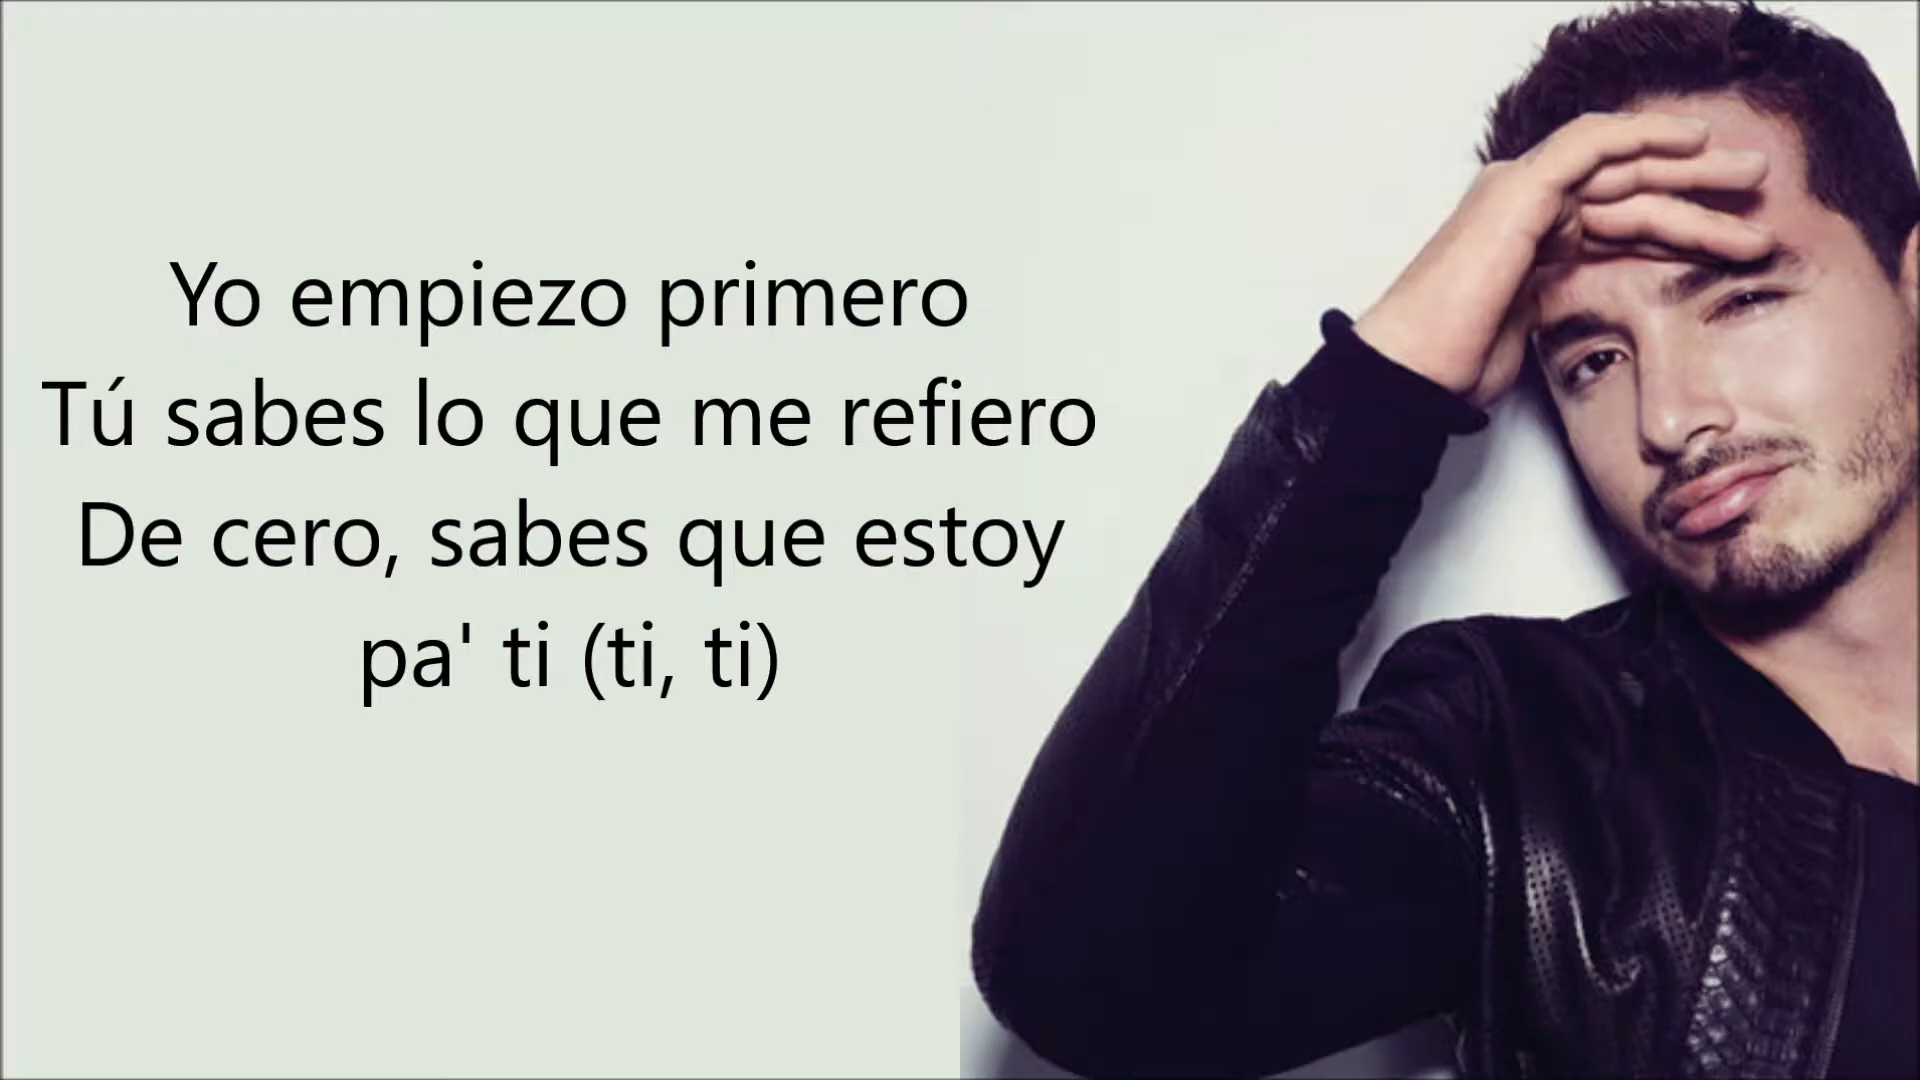 Yo empiezo primero
Tú sabes lo que me refiero
De cero, sabes que estoy
pa' ti (ti, ti)